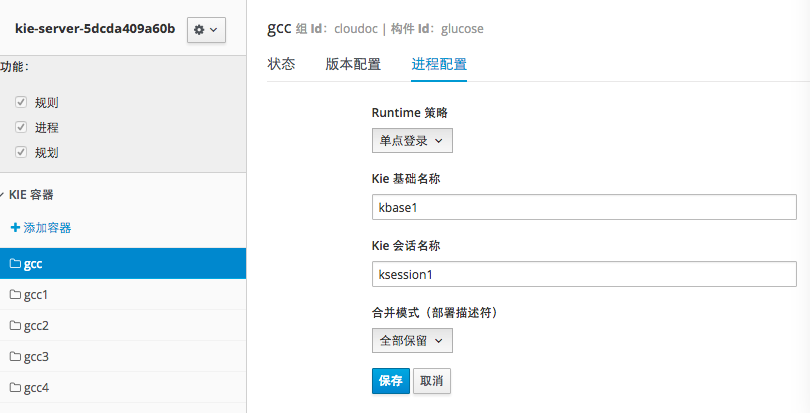 kie-server-5dcda409a60b
功能：
规则
进程
规划
KIE 容器
添加容器
gcc
gcc1
gcc2
gcc3
gcc4
gcc 组 Id：cloudoc | 构件 Id：glucose
状态 版本配置 进程配置
Runtime 策略
单点登录
Kie 基础名称
kbase1
Kie 会话名称
ksession1
合并模式（部署描述符）
全部保留
保存 取消